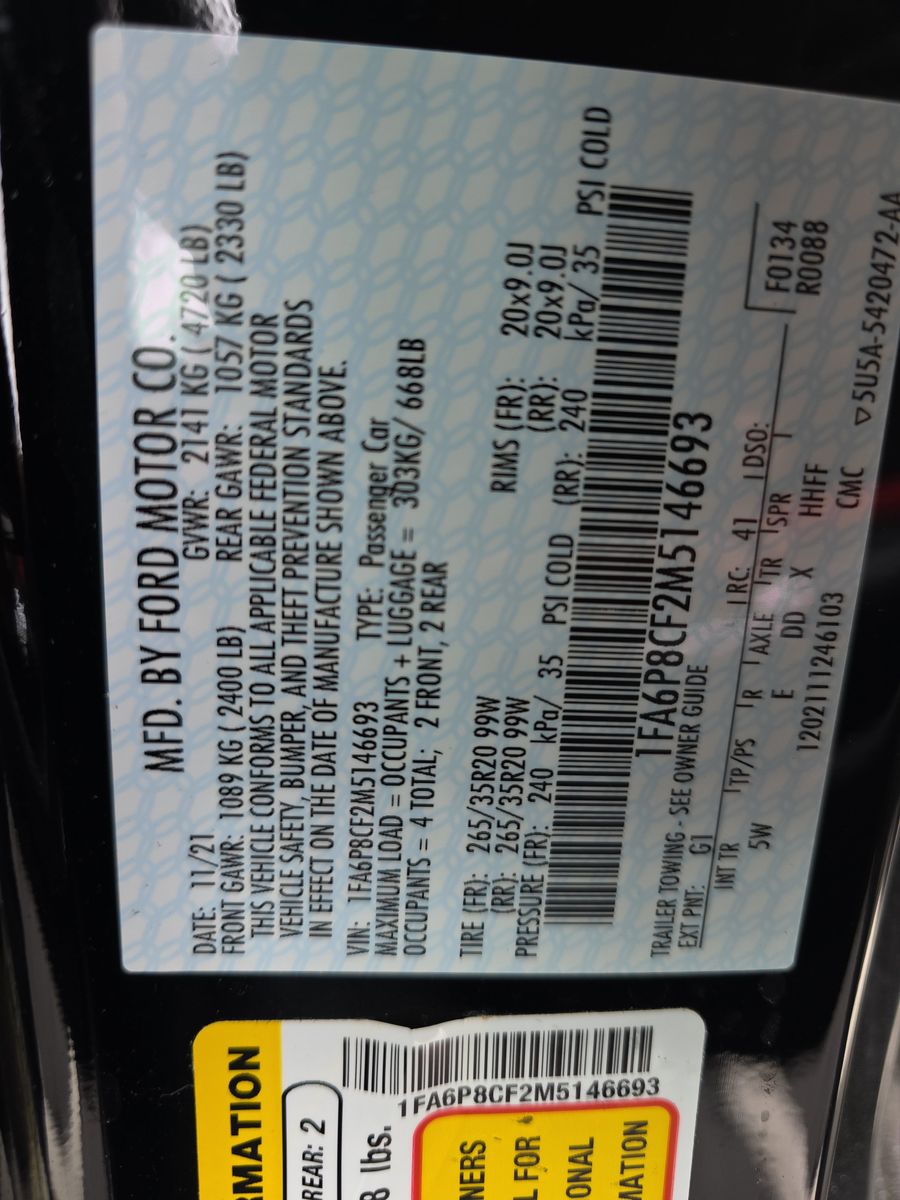 MFD. BY FORD MOTOR CO.
DATE: 11/21 GVWR: 2141 KG ( 4720 LB)
FRONT GAWR: 1089 KG (2400 LB) REAR GAWR: 1057 KG ( 2330 LB)
THIS VEHICLE CONFORMS TO ALL APPLICABLE FEDERAL MOTOR
VEHICLE SAFETY, BUMPER, AND THEFT PREVENTION STANDARDS
IN EFFECT ON THE DATE OF MANUFACTURE SHOWN ABOVE.
VIN: 1FA6P8CF2M5146693 TYPE: Passenger Car
MAXIMUM LOAD = OCCUPANTS + LUGGAGE = 303KG/ 668LB
OCCUPANTS = 4 TOTAL; 2 FRONT, 2 REAR
TIRE (FR): 265/35R20 99W RIMS (FR): 20x9.0J
(RR): 265/35R20 99W (RR): 20x9.0J
PRESSURE (FR): 240 kPa/ 35 PSI COLD (RR): 240 kPa/ 35 PSI COLD
1FA6P8CF2M5146693
TRAILER TOWING - SEE OWNER GUIDE
EXT PNT: G1 RC: 41 DSO:
INT TR TP/PS R AXLE TR SPR F0134
5W E DD X HHFF R0088
1202111246103 CMC
▽5U5A-5420472-AA
RMATION
REAR: 2
8 lbs.
1FA6P8CF2M5146693
NERS
L FOR
ONAL
MATION